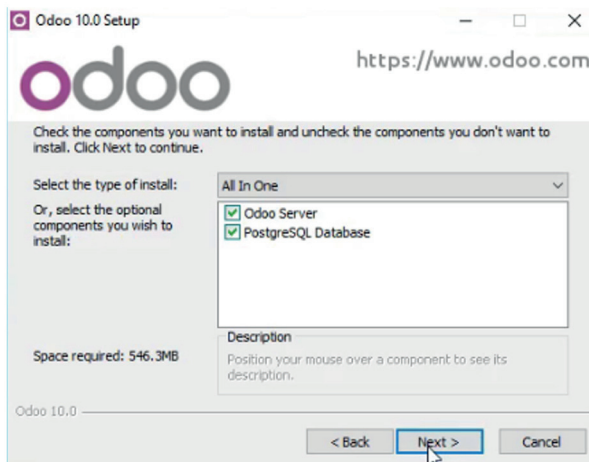 Odoo 10.0 Setup
odoo
https://www.odoo.com
Check the components you want to install and uncheck the components you don't want to
install. Click Next to continue.
Select the type of install:
All In One
Or, select the optional
components you wish to
install:
Odoo Server
PostgreSQL Database
Space required: 546.3MB
Description
Position your mouse over a component to see its
description.
Odoo 10.0
< Back
Next >
Cancel